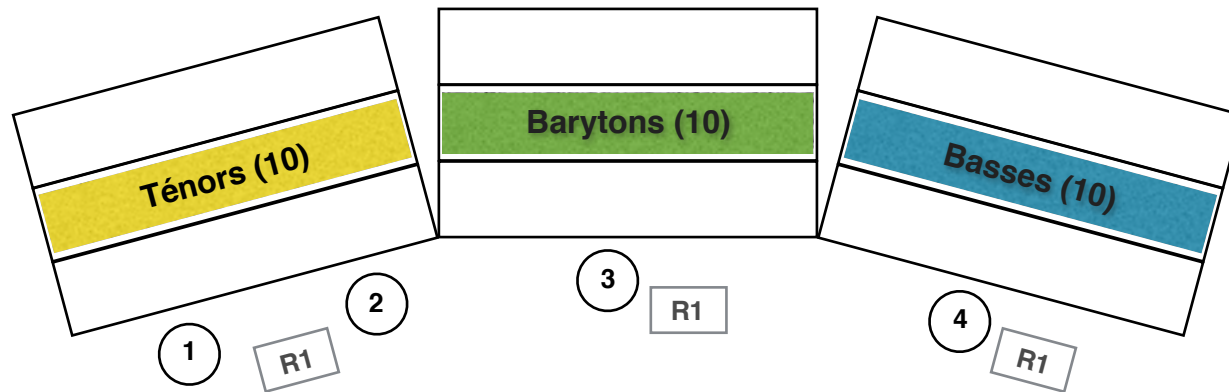 Ténors (10)
Barytons (10)
Basses (10)
1
R1
2
3
R1
4
R1